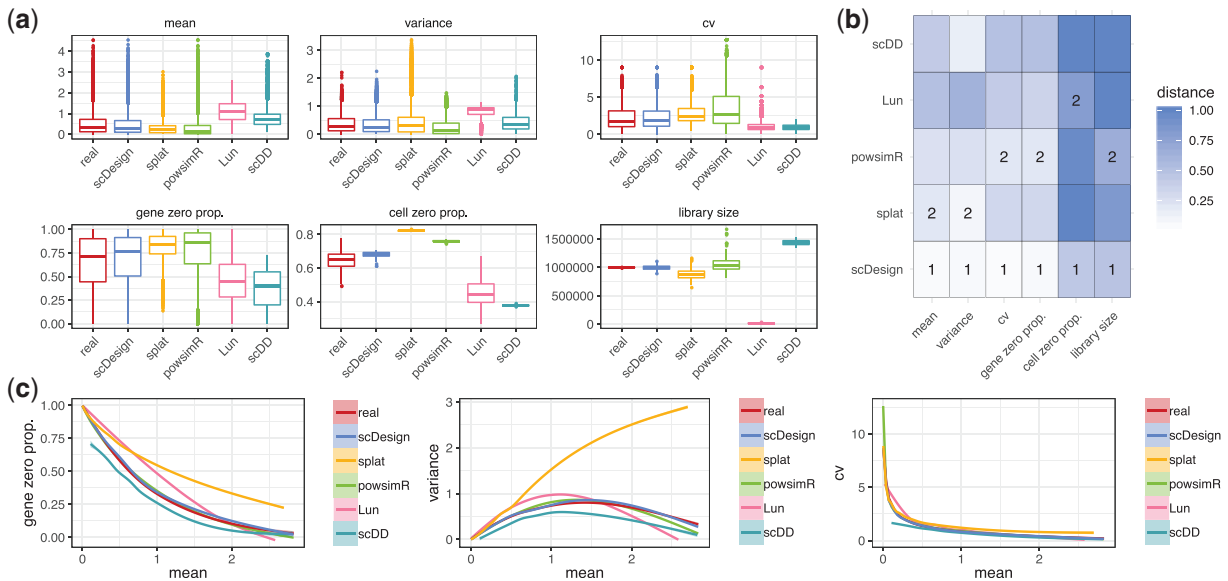 (a)
mean
4
3
2
1
0
real
scDesign
splat
powsimR
Lun
scDD
variance
3
2
1
0
real
scDesign
splat
powsimR
Lun
scDD
cv
10
5
0
real
scDesign
splat
powsimR
Lun
scDD
gene zero prop.
1.00
0.75
0.50
0.25
0.00
real
scDesign
splat
powsimR
Lun
scDD
cell zero prop.
0.8
0.6
0.4
real
scDesign
splat
powsimR
Lun
scDD
library size
1500000
1000000
500000
0
real
scDesign
splat
powsimR
Lun
scDD
(b)
scDD
Lun 2
powsimR 2 2 2
splat 2 2
scDesign 1 1 1 1 1 1
mean
variance
cv
gene zero prop.
cell zero prop.
library size
distance
1.00
0.75
0.50
0.25
(c)
gene zero prop.
1.00
0.75
0.50
0.25
0.00
0 1 2
mean
real
scDesign
splat
powsimR
Lun
scDD
variance
3
2
1
0
0 1 2
mean
real
scDesign
splat
powsimR
Lun
scDD
cv
10
5
0
0 1 2
mean
real
scDesign
splat
powsimR
Lun
scDD